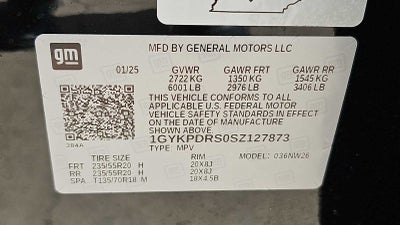 gm
MFD BY GENERAL MOTORS LLC
01/25 GVWR GAWR FRT GAWR RR
2722 KG 1350 KG 1545 KG
6001 LB 2976 LB 3406 LB
THIS VEHICLE CONFORMS TO ALL
APPLICABLE U.S. FEDERAL MOTOR
VEHICLE SAFETY STANDARDS IN EFFECT
ON THE DATE OF MANUFACTURE
SHOWN ABOVE.
1GYKPDRS0SZ127873
TYPE: MPV MODEL: 036NW26
284A
TIRE SIZE RIM
FRT 235/55R20 H 20X8J
RR 235/55R20 H 20X8J
SPA T135/70R18 M 18X4.5B